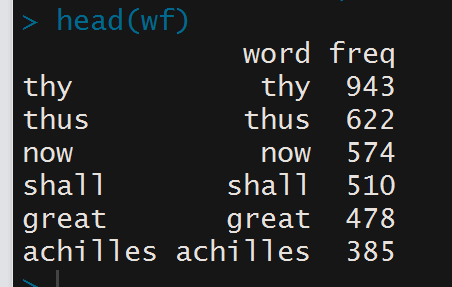 > head(wf)
word freq
thy thy 943
thus thus 622
now now 574
shall shall 510
great great 478
achilles achilles 385
>